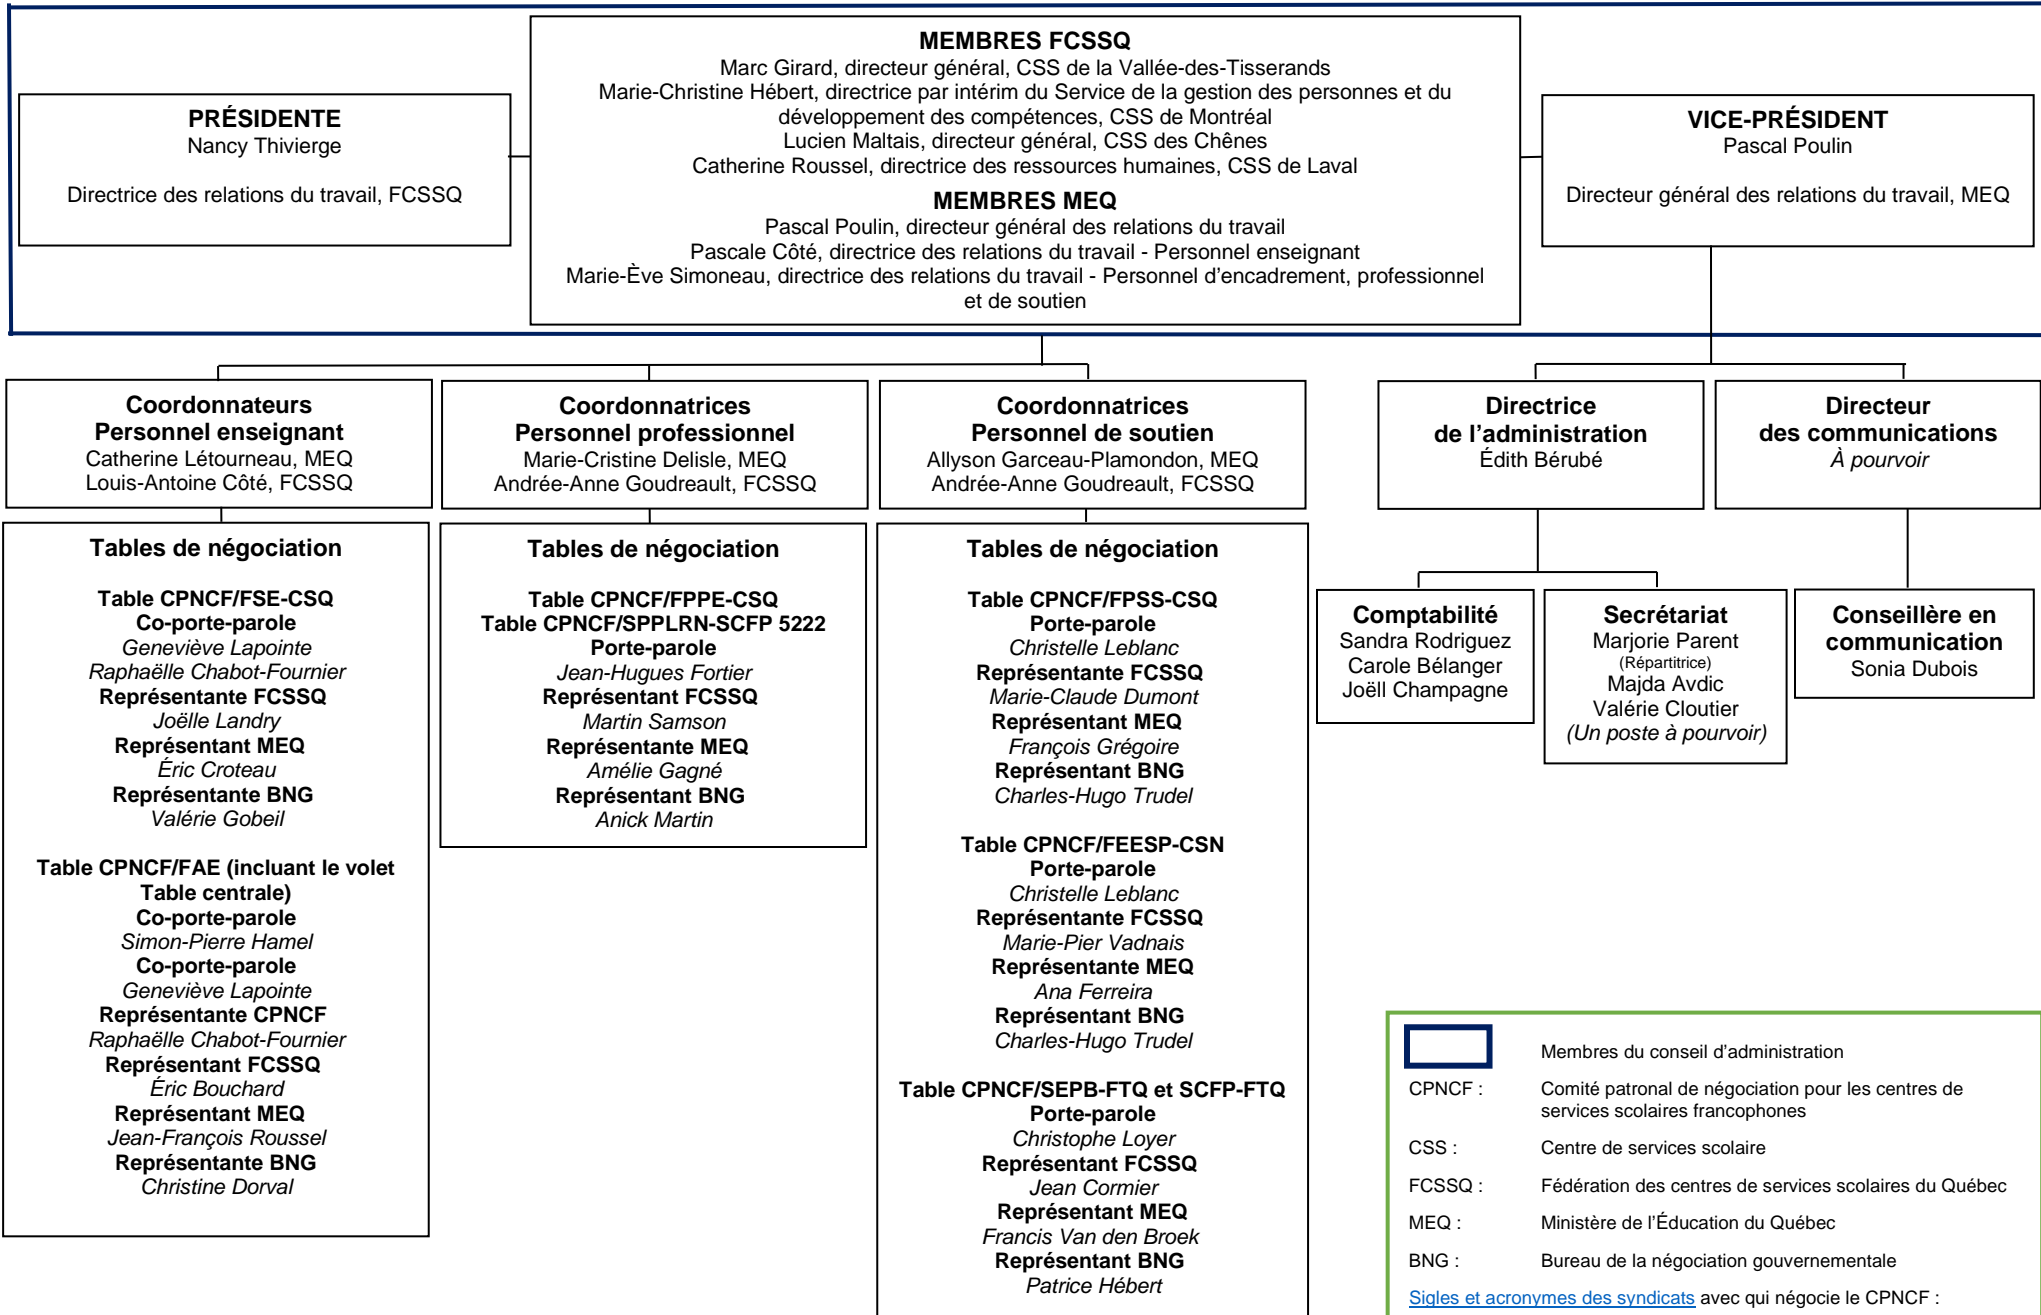 PRÉSIDENTE
Nancy Thivierge
Directrice des relations du travail, FCSSQ
MEMBRES FCSSQ
Marc Girard, directeur général, CSS de la Vallée-des-Tisserands
Marie-Christine Hébert, directrice par intérim du Service de la gestion des personnes et du
développement des compétences, CSS de Montréal
Lucien Maltais, directeur général, CSS des Chênes
Catherine Roussel, directrice des ressources humaines, CSS de Laval
MEMBRES MEQ
Pascal Poulin, directeur général des relations du travail
Pascale Côté, directrice des relations du travail - Personnel enseignant
Marie-Ève Simoneau, directrice des relations du travail - Personnel d'encadrement, professionnel
et de soutien
VICE-PRÉSIDENT
Pascal Poulin
Directeur général des relations du travail, MEQ
Coordonnateurs
Personnel enseignant
Catherine Létourneau, MEQ
Louis-Antoine Côté, FCSSQ
Coordonnatrices
Personnel professionnel
Marie-Cristine Delisle, MEQ
Andrée-Anne Goudreault, FCSSQ
Coordonnatrices
Personnel de soutien
Allyson Garceau-Plamondon, MEQ
Andrée-Anne Goudreault, FCSSQ
Directrice
de l'administration
Édith Bérubé
Directeur
des communications
À pourvoir
Tables de négociation
Table CPNCF/FSE-CSQ
Co-porte-parole
Geneviève Lapointe
Raphaëlle Chabot-Fournier
Représentante FCSSQ
Joëlle Landry
Représentant MEQ
Éric Croteau
Représentante BNG
Valérie Gobeil
Table CPNCF/FAE (incluant le volet
Table centrale)
Co-porte-parole
Simon-Pierre Hamel
Co-porte-parole
Geneviève Lapointe
Représentante CPNCF
Raphaëlle Chabot-Fournier
Représentant FCSSQ
Éric Bouchard
Représentant MEQ
Jean-François Roussel
Représentante BNG
Christine Dorval
Tables de négociation
Table CPNCF/FPPE-CSQ
Table CPNCF/SPPLRN-SCFP 5222
Porte-parole
Jean-Hugues Fortier
Représentant FCSSQ
Martin Samson
Représentante MEQ
Amélie Gagné
Représentant BNG
Anick Martin
Tables de négociation
Table CPNCF/FPSS-CSQ
Porte-parole
Christelle Leblanc
Représentante FCSSQ
Marie-Claude Dumont
Représentant MEQ
François Grégoire
Représentant BNG
Charles-Hugo Trudel
Table CPNCF/FEESP-CSN
Porte-parole
Christelle Leblanc
Représentante FCSSQ
Marie-Pier Vadnais
Représentante MEQ
Ana Ferreira
Représentant BNG
Charles-Hugo Trudel
Table CPNCF/SEPB-FTQ et SCFP-FTQ
Porte-parole
Christophe Loyer
Représentant FCSSQ
Jean Cormier
Représentant MEQ
Francis Van den Broek
Représentant BNG
Patrice Hébert
Comptabilité
Sandra Rodriguez
Carole Bélanger
Joëll Champagne
Secrétariat
Marjorie Parent
(Répartitrice)
Majda Avdic
Valérie Cloutier
(Un poste à pourvoir)
Conseillère en
communication
Sonia Dubois
Membres du conseil d'administration
CPNCF : Comité patronal de négociation pour les centres de
services scolaires francophones
CSS : Centre de services scolaire
FCSSQ : Fédération des centres de services scolaires du Québec
MEQ : Ministère de l'Éducation du Québec
BNG : Bureau de la négociation gouvernementale
Sigles et acronymes des syndicats avec qui négocie le CPNCF :